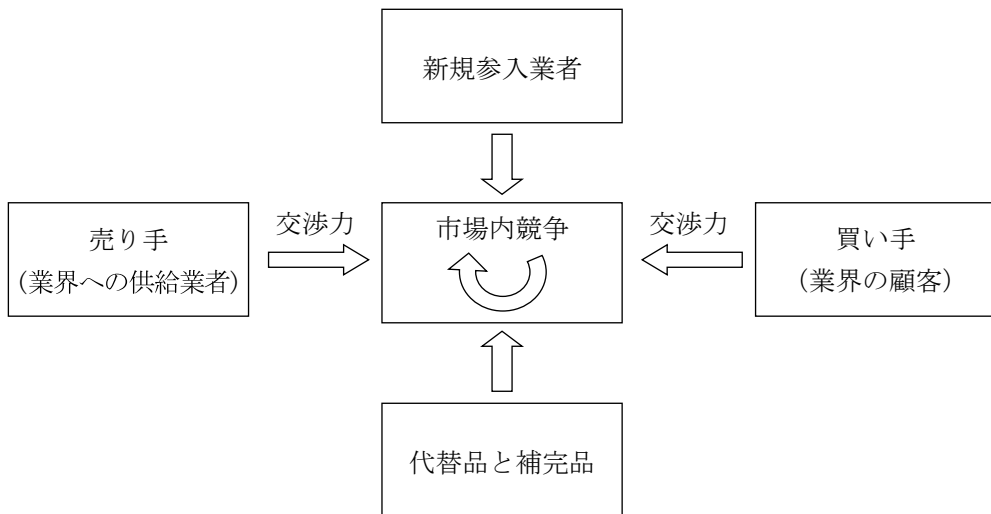 新規参入業者
交渉力
市場内競争
交渉力
売り手
（業界への供給業者）
買い手
（業界の顧客）
代替品と補完品